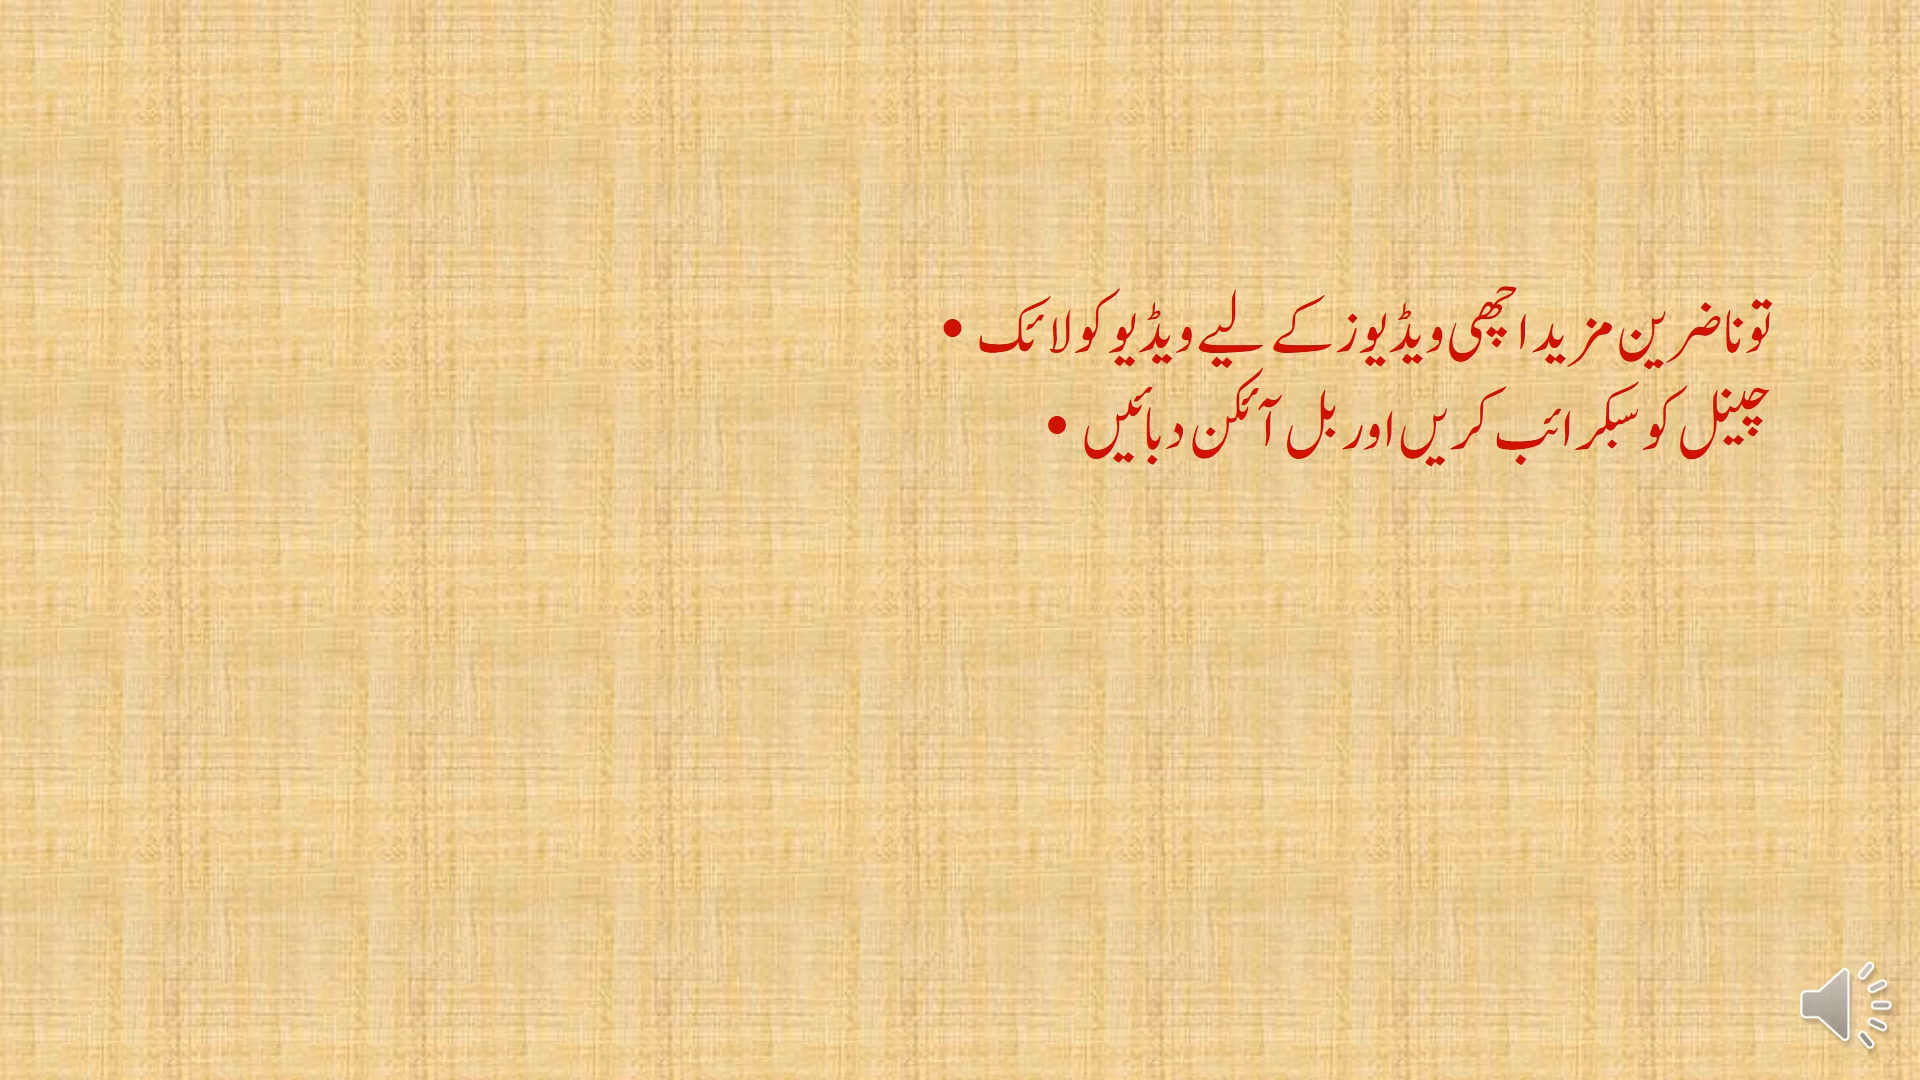 تو ناضرین مزید اچھی ویڈیوز کے لیے ویڈیو کو لائک •
چینل کو سبکرائب کریں اور بل آئکن دبائیں •